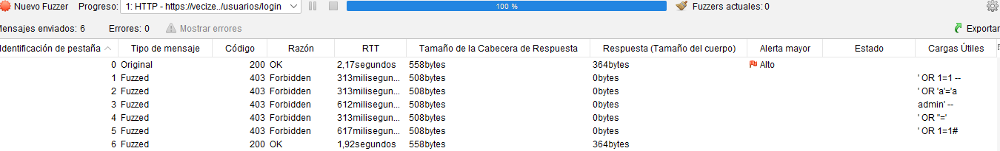 Nuevo Fuzzer Progreso: 1: HTTP - https://vecize../usuarios/login 100 % Fuzzers actuales: 0
Mensajes enviados: 6 Errores: 0 Mostrar errores Exportar
Identificación de pestaña Tipo de mensaje Código Razón RTT Tamaño de la Cabecera de Respuesta Respuesta (Tamaño del cuerpo) Alerta mayor Estado Cargas Útiles
0 Original 200 OK 2,17segundos 558bytes 364bytes Alto
1 Fuzzed 403 Forbidden 313milisegun... 508bytes 0bytes ' OR 1=1 --
2 Fuzzed 403 Forbidden 313milisegun... 508bytes 0bytes ' OR 'a'='a
3 Fuzzed 403 Forbidden 612milisegun... 508bytes 0bytes admin' --
4 Fuzzed 403 Forbidden 313milisegun... 508bytes 0bytes ' OR ''='
5 Fuzzed 403 Forbidden 617milisegun... 508bytes 0bytes ' OR 1=1#
6 Fuzzed 200 OK 1,92segundos 558bytes 364bytes